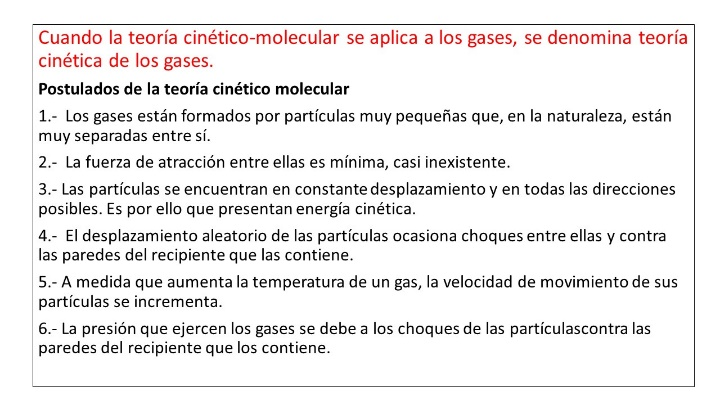 Cuando la teoría cinético-molecular se aplica a los gases, se denomina teoría
cinética de los gases.
Postulados de la teoría cinético molecular
1.- Los gases están formados por partículas muy pequeñas que, en la naturaleza, están
muy separadas entre sí.
2.- La fuerza de atracción entre ellas es mínima, casi inexistente.
3.- Las partículas se encuentran en constante desplazamiento y en todas las direcciones
posibles. Es por ello que presentan energía cinética.
4.- El desplazamiento aleatorio de las partículas ocasiona choques entre ellas y contra
las paredes del recipiente que las contiene.
5.- A medida que aumenta la temperatura de un gas, la velocidad de movimiento de sus
partículas se incrementa.
6.- La presión que ejercen los gases se debe a los choques de las partículascontra las
paredes del recipiente que los contiene.